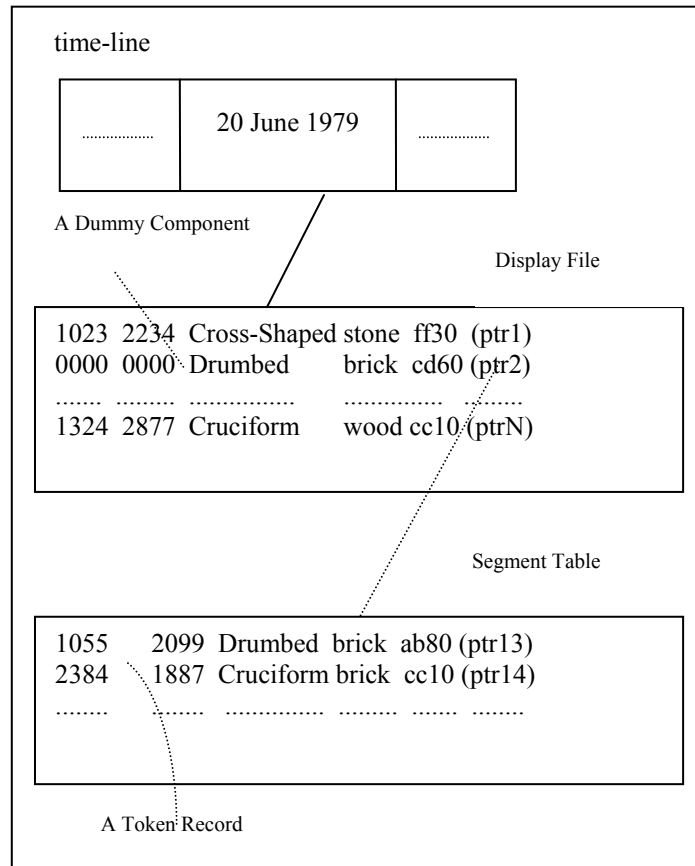 time-line
................. 20 June 1979 .................
A Dummy Component
Display File
1023 2234 Cross-Shaped stone ff30 (ptr1)
0000 0000 Drumbed brick cd60 (ptr2)
....... ......... ................ ............... .........
1324 2877 Cruciform wood cc10 (ptrN)
Segment Table
1055 2099 Drumbed brick ab80 (ptr13)
2384 1887 Cruciform brick cc10 (ptr14)
........ ........ ............... ......... ....... ........
A Token Record